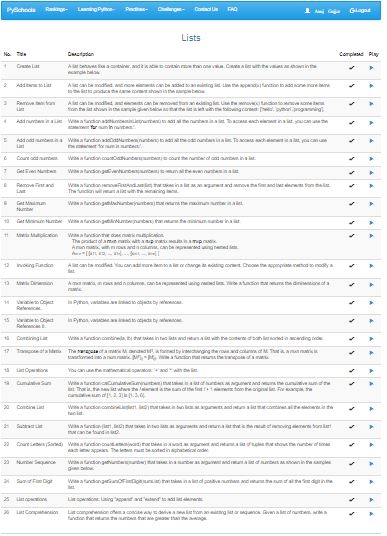 PySchools Rankings Learning Python Practices Challenges Contact Us FAQ Logout
Lists
No. Title Description Completed Play
1 Create List A list behaves like a container, and it is able to contain store more than one value. Create a list with the values as shown in the
example below.
2 Add items to List A list can be modified, and more elements can be added to an existing list. Use the append() function to add some more items
to the list to produce the same content shown in the sample below.
3 Remove item from A list can be modified, and elements can be removed from an existing list. Use the remove() function to remove some items
List from the list shown in the sample given below so that the list is left with the following content: ['hello', 'python', 'programming'].
4 Add numbers in a List Write a function addNumbersInList(numbers) to add all the numbers in a list. To access each element in a list, you can use
statement 'for num in numbers:'.
5 Add odd numbers in a Write a function addOddNumbers(numbers) to add all the odd numbers in a list. To access each element in a list, you can use
List the statement "for num in numbers:".
6 Count odd numbers Write a function countOddNumbers(numbers) to count the number of odd numbers in a list.
7 Get Even Numbers Write a function getEvenNumbers(numbers) to return all the even numbers in a list.
8 Remove First and Write a function removeFirstAndLast(list) that takes in a list as an argument and remove the first and last elements from the list.
Last The function will return a list with the remaining items.
9 Get Maximum Write a function getMaxNumber(numbers) that returns the maximum number in a list.
Number
10 Get Minimum Number Write a function getMinNumber(numbers) that returns the minimum number in a list.
11 Matrix Multiplication Write a function that does matrix multiplication.
The product of a matrix with a matrix results in a matrix.
A matrix, with m rows and n columns, can be represented using nested lists.
12 Invoking Function A list can be modified. You can add more item to a list or change its existing content. Choose the appropriate method to modify a
list.
13 Matrix Dimension A mxn matrix, m rows and n columns, can be represented using nested lists. Write a function that returns the dimensions of a
matrix.
14 Variable to Object In Python, variables are linked to objects by references.
References
15 Variable to Object In Python, variables are linked to objects by references.
References II.
16 Combining List Write a function combine(la, lb) that takes in two lists and return a list with the contents of both list sorted in ascending order.
17 Transpose of a Matrix The transpose of a matrix M, is formed by interchanging the rows and columns of M. That is, a mxn matrix is
transformed into a nxm matrix. Write a function that returns the transpose of a matrix.
18 List Operations You can use the mathematical operators '+' and '*' with the list.
19 Cumulative Sum Write a function calCumulativeSum(numbers) that takes in a list of numbers as argument and returns the cumulative sum of the
list. That is, the new list where the element is the sum of the first i + 1 elements from the original list. For example, the
cumulative sum of [1, 2, 3] is [1, 3, 6].
20 Combine List Write a function combineList(list1, list2) that takes in two lists as arguments and return a list that combines all the elements in the
two list.
21 Subtract List Write a function (list1, list2) that takes in two lists as arguments and return a list that is the result of removing elements from list1
that can be found in list2.
22 Count Letters (Sorted) Write a function countLetters(word) that takes in a word as argument and returns a list of tuples that shows the number of times
each letter appears. The letters must be sorted in alphabetical order.
23 Number Sequence Write a function getNumbers(number) that takes in a number as argument and return a list of numbers as shown in the samples
given below.
24 Sum of First Digit Write a function getSumOfFirstDigit(numList) that takes in a list of positive numbers and returns the sum of all the first digit in the
list.
25 List operations List operations: Using "append" and "extend" to add list elements.
26 List Comprehension List comprehension offers a concise way to derive a new list from an existing list or sequence. Given a list of numbers, write a
function that returns the numbers that are greater than the average.